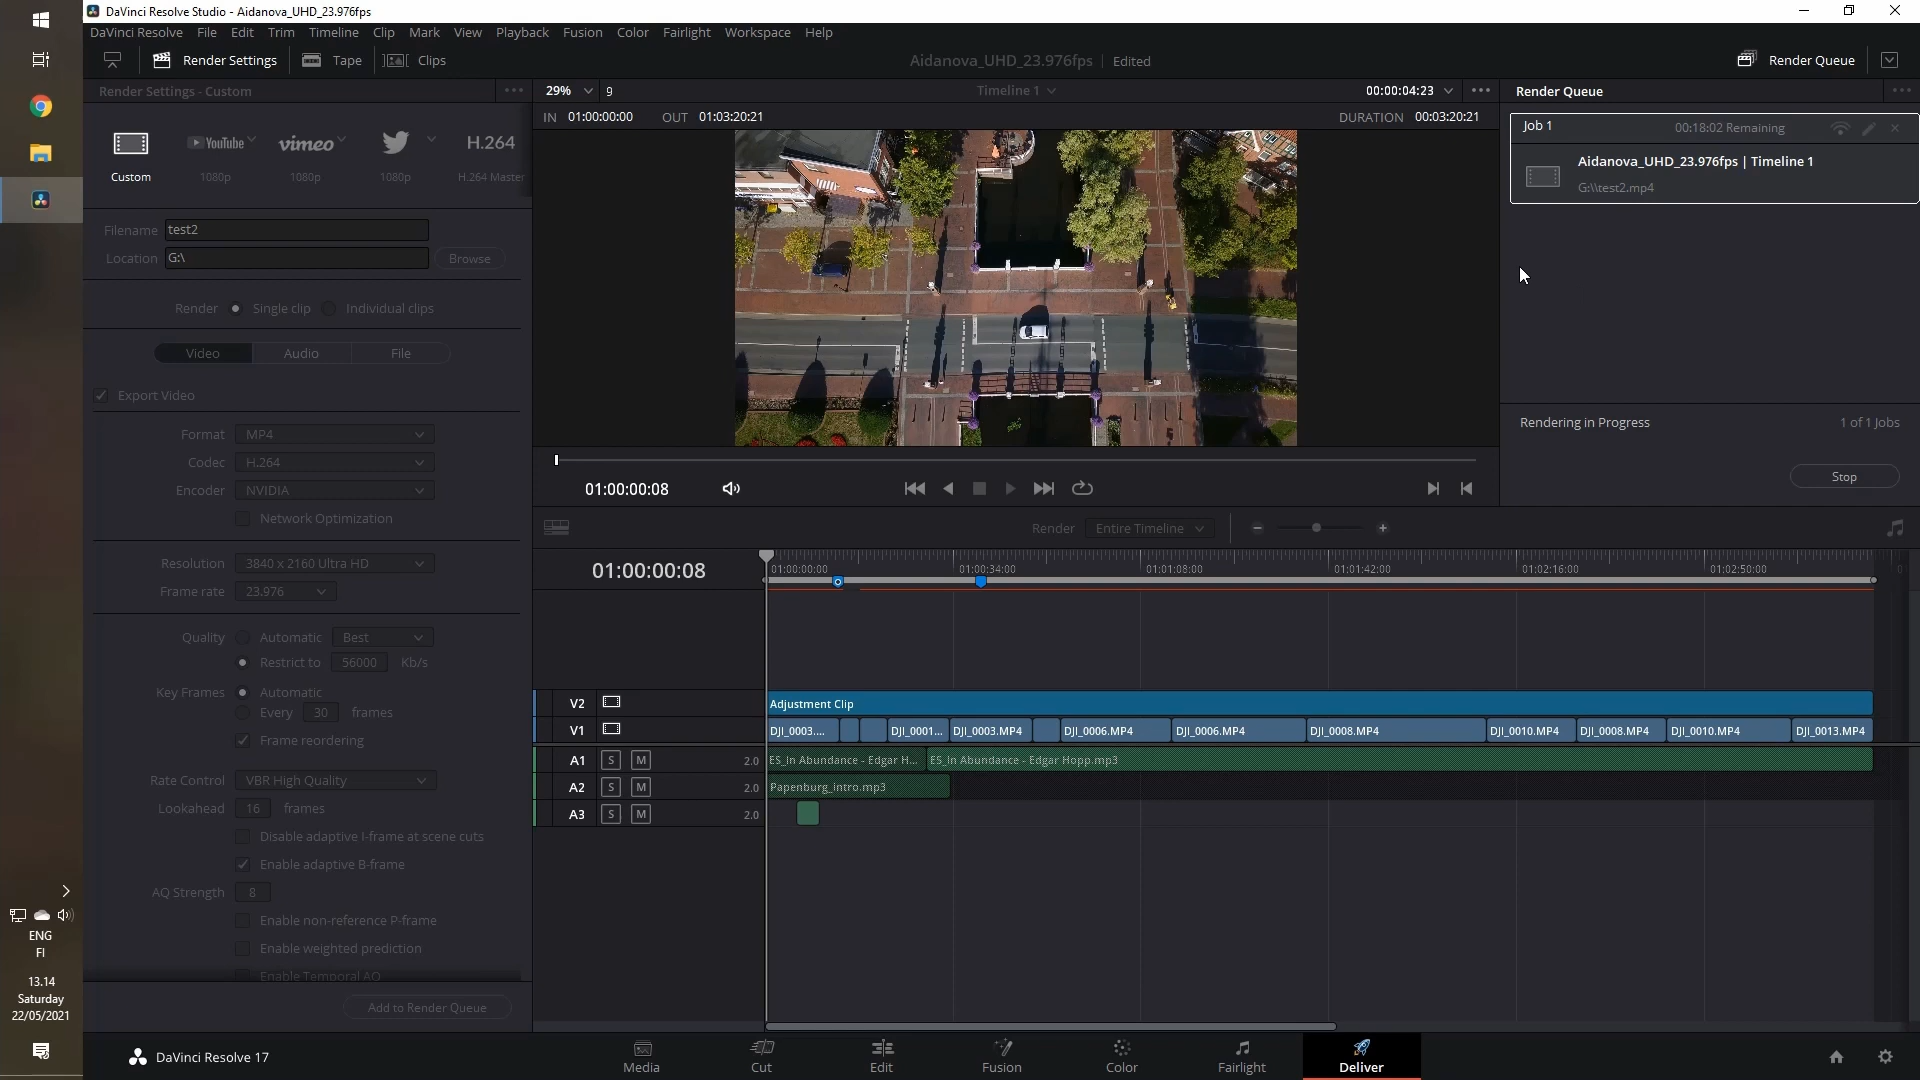 DaVinci Resolve Studio - Aidanova_UHD_23.976fps
DaVinci Resolve File Edit Trim Timeline Clip Mark View Playback Fusion Color Fairlight Workspace Help
Render Settings Tape Clips
Aidanova_UHD_23.976fps Edited
Render Queue
Render Settings - Custom
29% 9 Timeline 1 00:00:04:23
Render Queue
IN 01:00:00:00 OUT 01:03:20:21 DURATION 00:03:20:21
YouTube vimeo H.264
Custom 1080p 1080p 1080p H.264 Master
Job 1 00:18:02 Remaining
Aidanova_UHD_23.976fps | Timeline 1
G:\\test2.mp4
Filename test2
Location G:\ Browse
Render Single clip Individual clips
Video Audio File
Export Video
Format MP4
Codec H.264
Encoder NVIDIA
Network Optimization
Resolution 3840 x 2160 Ultra HD
Frame rate 23.976
Quality Automatic Best
Restrict to 56000 Kb/s
Key Frames Automatic
Every 30 frames
Frame reordering
Rate Control VBR High Quality
Lookahead 16 frames
Disable adaptive I-frame at scene cuts
Enable adaptive B-frame
AQ Strength 8
Enable non-reference P-frame
Enable weighted prediction
Enable Temporal AQ
Add to Render Queue
Rendering in Progress 1 of 1 Jobs
Stop
01:00:00:08
Render Entire Timeline
01:00:00:08
01:00:00:00 01:00:34:00 01:01:08:00 01:01:42:00 01:02:16:00 01:02:50:00
V2 Adjustment Clip
V1 DJI_0003.... DJI_0001... DJI_0003.MP4 DJI_0006.MP4 DJI_0006.MP4 DJI_0008.MP4 DJI_0010.MP4 DJI_0008.MP4 DJI_0010.MP4 DJI_0013.MP4
A1 S M 2.0 ES_In Abundance - Edgar H... ES_In Abundance - Edgar Hopp.mp3
A2 S M 2.0 Papenburg_intro.mp3
A3 S M 2.0
ENG
FI
13.14
Saturday
22/05/2021
DaVinci Resolve 17
Media Cut Edit Fusion Color Fairlight Deliver